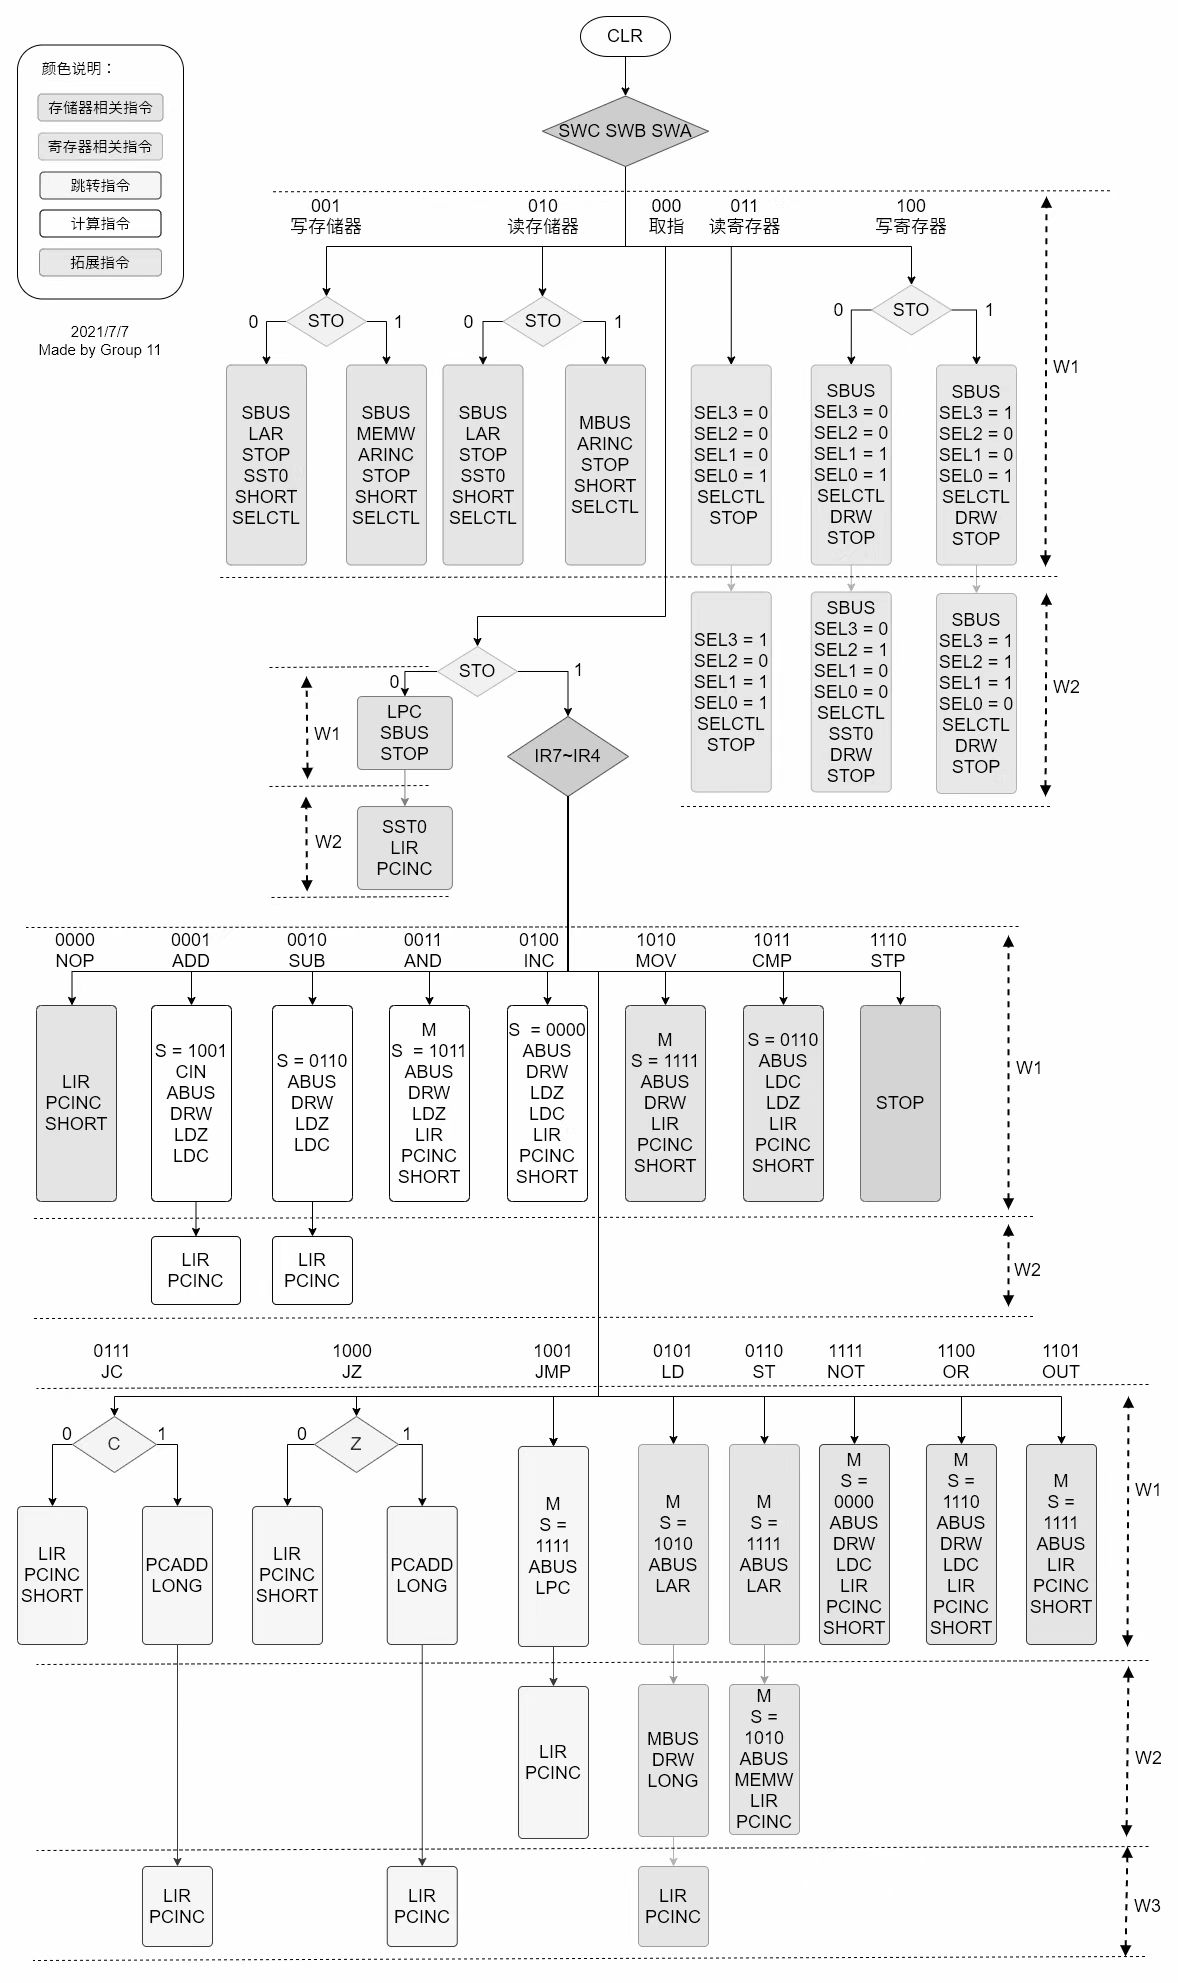 CLR
颜色说明：
存储器相关指令
寄存器相关指令
跳转指令
计算指令
拓展指令
2021/7/7
Made by Group 11
SWC SWB SWA
001
写存储器
010
读存储器
000
取指
011
读寄存器
100
写寄存器
0
STO
1
0
STO
1
0
STO
1
W1
SBUS
LAR
STOP
SST0
SHORT
SELCTL
SBUS
MEMW
ARINC
STOP
SHORT
SELCTL
SBUS
LAR
STOP
SST0
SHORT
SELCTL
MBUS
ARINC
STOP
SHORT
SELCTL
SEL3 = 0
SEL2 = 0
SEL1 = 0
SEL0 = 1
SELCTL
STOP
SBUS
SEL3 = 0
SEL2 = 0
SEL1 = 1
SEL0 = 1
SELCTL
DRW
STOP
SBUS
SEL3 = 1
SEL2 = 0
SEL1 = 0
SEL0 = 1
SELCTL
DRW
STOP
SEL3 = 1
SEL2 = 0
SEL1 = 1
SEL0 = 1
SELCTL
STOP
SBUS
SEL3 = 0
SEL2 = 1
SEL1 = 0
SEL0 = 0
SELCTL
SST0
DRW
STOP
SBUS
SEL3 = 1
SEL2 = 1
SEL1 = 1
SEL0 = 0
SELCTL
DRW
STOP
W2
STO
0
1
W1
LPC
SBUS
STOP
IR7~IR4
W2
SST0
LIR
PCINC
0000
NOP
0001
ADD
0010
SUB
0011
AND
0100
INC
1010
MOV
1011
CMP
1110
STP
LIR
PCINC
SHORT
S = 1001
CIN
ABUS
DRW
LDZ
LDC
S = 0110
ABUS
DRW
LDZ
LDC
M
S = 1011
ABUS
DRW
LDZ
LIR
PCINC
SHORT
S = 0000
ABUS
DRW
LDZ
LDC
LIR
PCINC
SHORT
M
S = 1111
ABUS
DRW
LIR
PCINC
SHORT
S = 0110
ABUS
LDC
LDZ
LIR
PCINC
SHORT
STOP
W1
LIR
PCINC
LIR
PCINC
W2
0111
JC
1000
JZ
1001
JMP
0101
LD
0110
ST
1111
NOT
1100
OR
1101
OUT
0
C
1
0
Z
1
LIR
PCINC
SHORT
PCADD
LONG
LIR
PCINC
SHORT
PCADD
LONG
M
S =
1111
ABUS
LPC
M
S =
1010
ABUS
LAR
M
S =
1111
ABUS
LAR
M
S =
0000
ABUS
DRW
LDC
LIR
PCINC
SHORT
M
S =
1110
ABUS
DRW
LDC
LIR
PCINC
SHORT
M
S =
1111
ABUS
LIR
PCINC
SHORT
W1
LIR
PCINC
MBUS
DRW
LONG
M
S =
1010
ABUS
MEMW
LIR
PCINC
W2
LIR
PCINC
LIR
PCINC
LIR
PCINC
W3